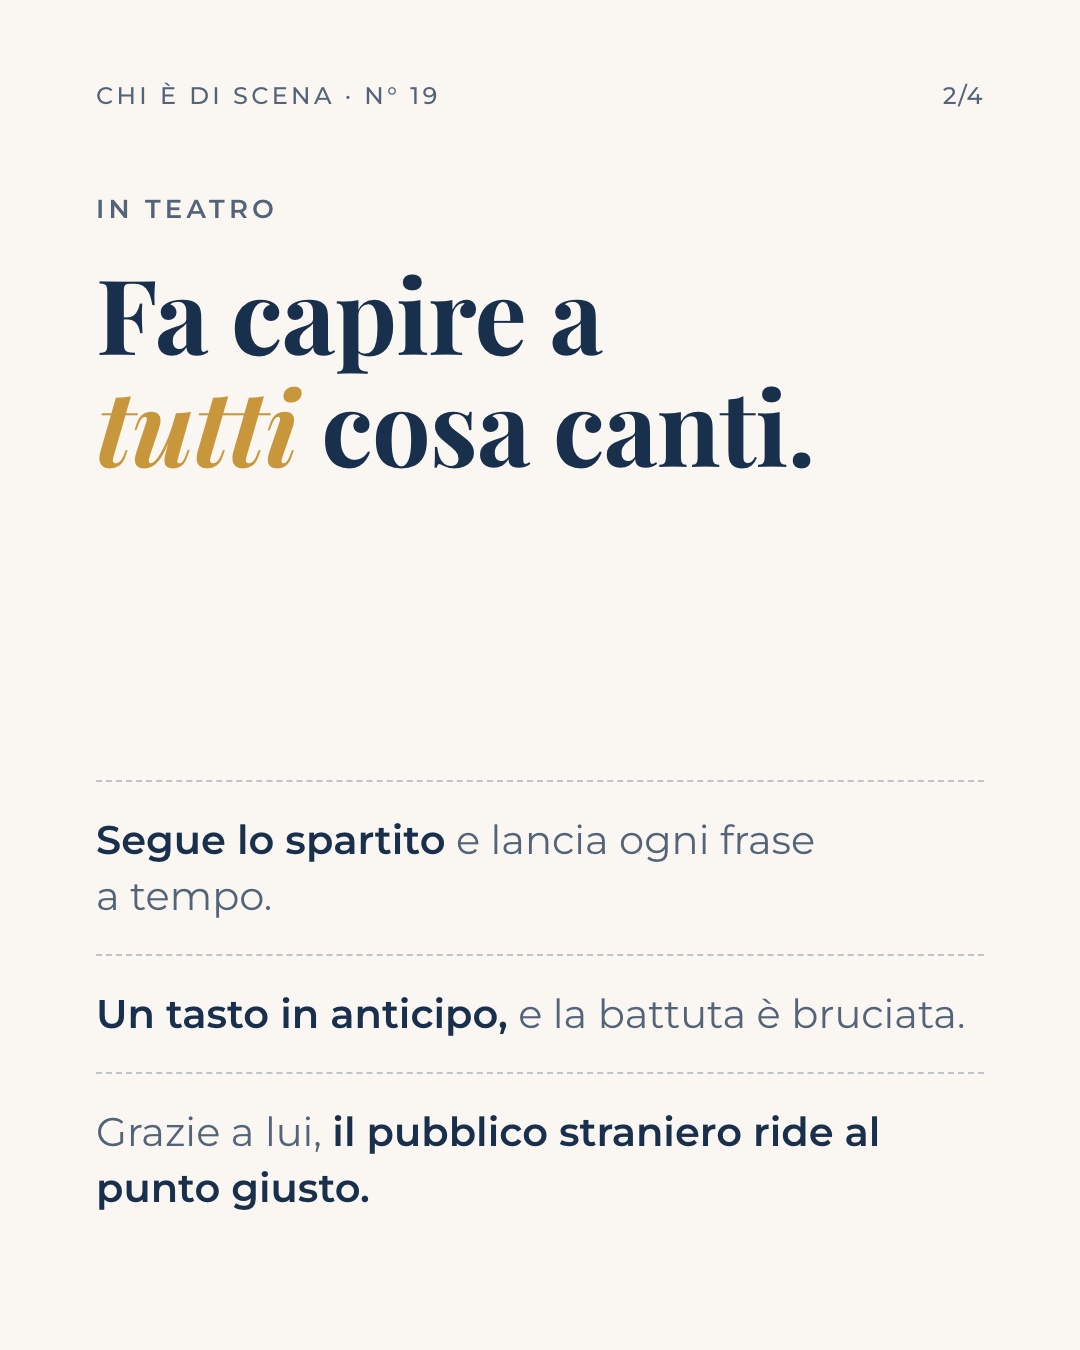 CHI È DI SCENA · N° 19
2/4
IN TEATRO
Fa capire a
tutti cosa canti.
Segue lo spartito e lancia ogni frase
a tempo.
Un tasto in anticipo, e la battuta è bruciata.
Grazie a lui, il pubblico straniero ride al
punto giusto.